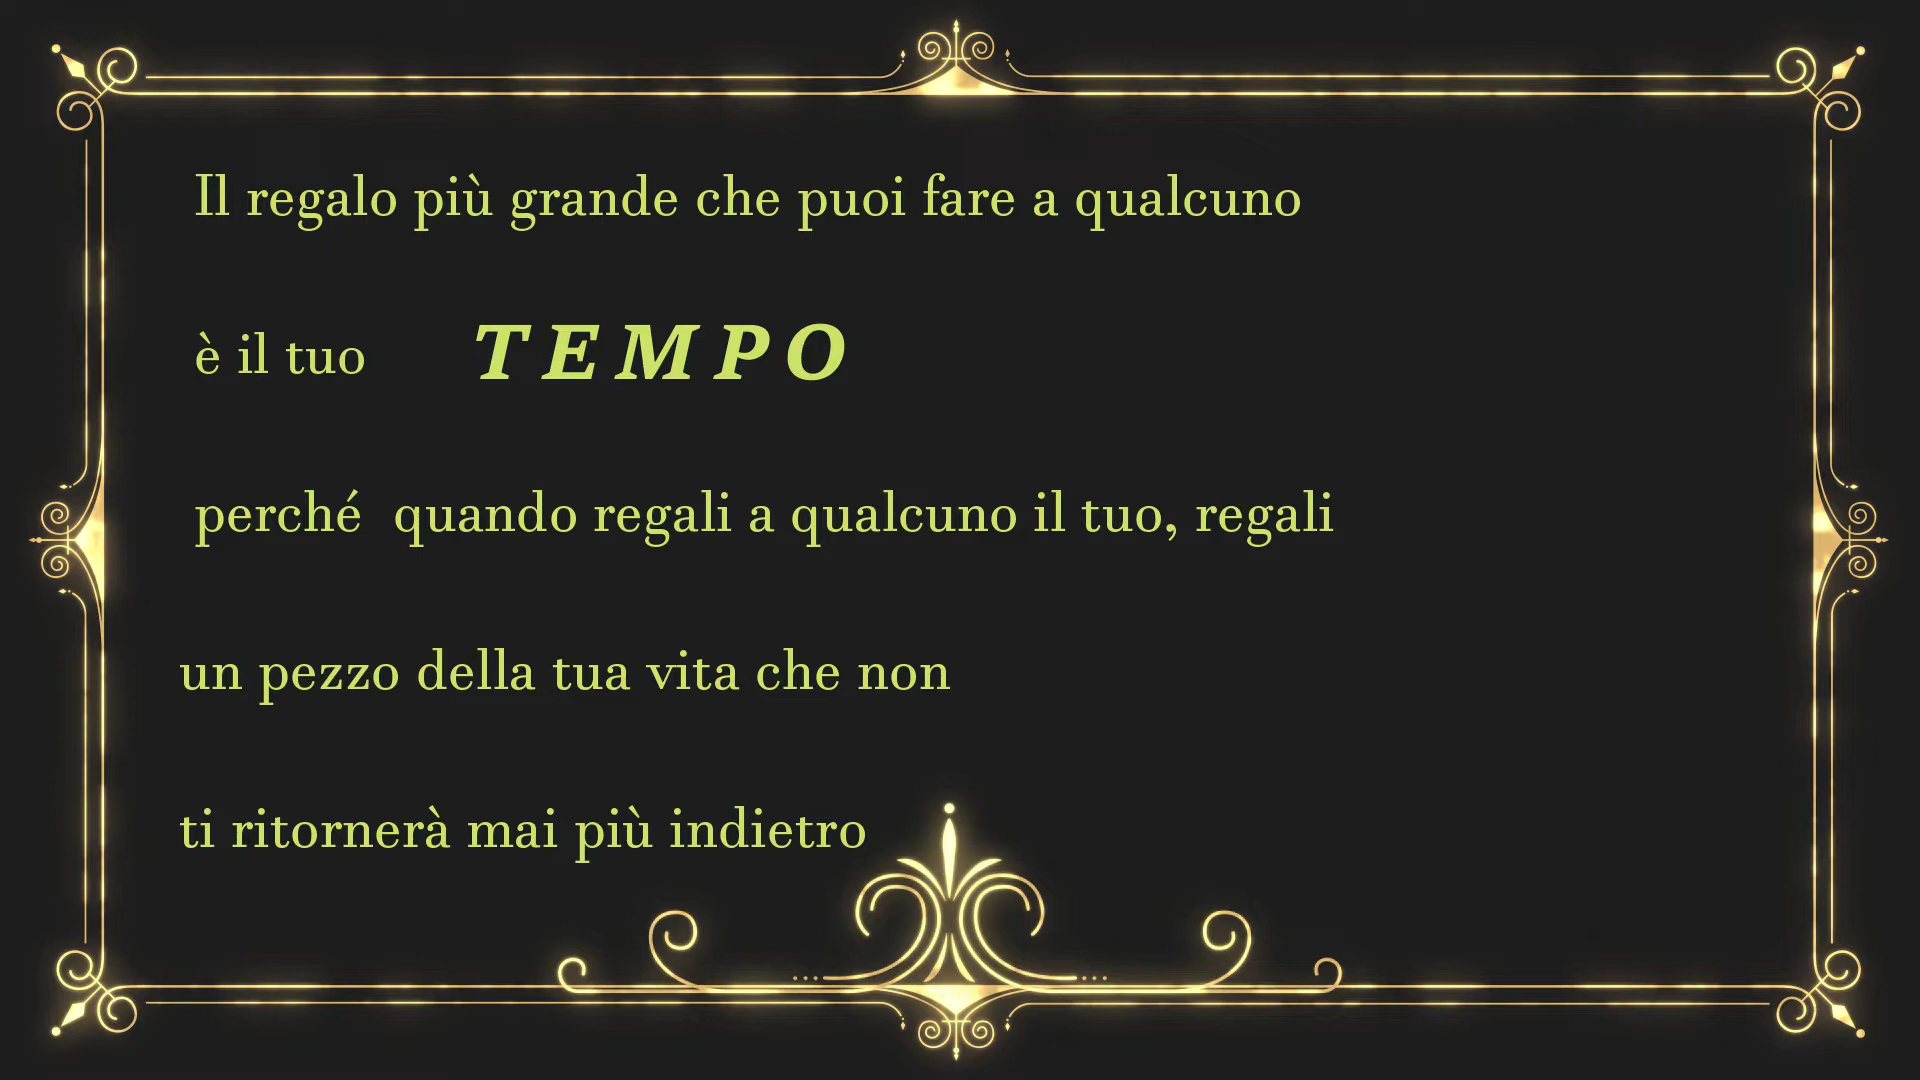 Il regalo più grande che puoi fare a qualcuno
è il tuo TEMPO
perché quando regali a qualcuno il tuo, regali
un pezzo della tua vita che non
ti ritornerà mai più indietro